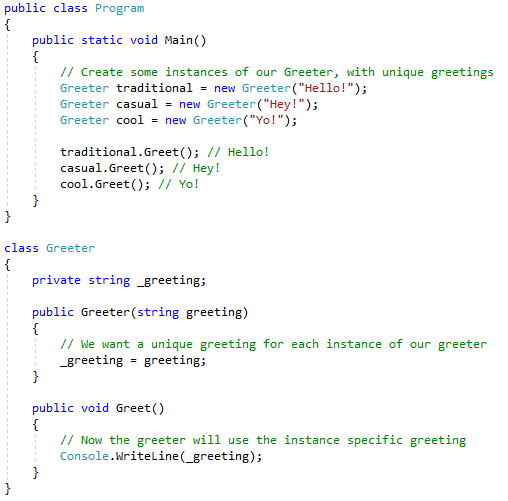 public class Program
{
    public static void Main()
    {
        // Create some instances of our Greeter, with unique greetings
        Greeter traditional = new Greeter("Hello!");
        Greeter casual = new Greeter("Hey!");
        Greeter cool = new Greeter("Yo!");

        traditional.Greet(); // Hello!
        casual.Greet(); // Hey!
        cool.Greet(); // Yo!
    }
}

class Greeter
{
    private string _greeting;

    public Greeter(string greeting)
    {
        // We want a unique greeting for each instance of our greeter
        _greeting = greeting;
    }

    public void Greet()
    {
        // Now the greeter will use the instance specific greeting
        Console.WriteLine(_greeting);
    }
}